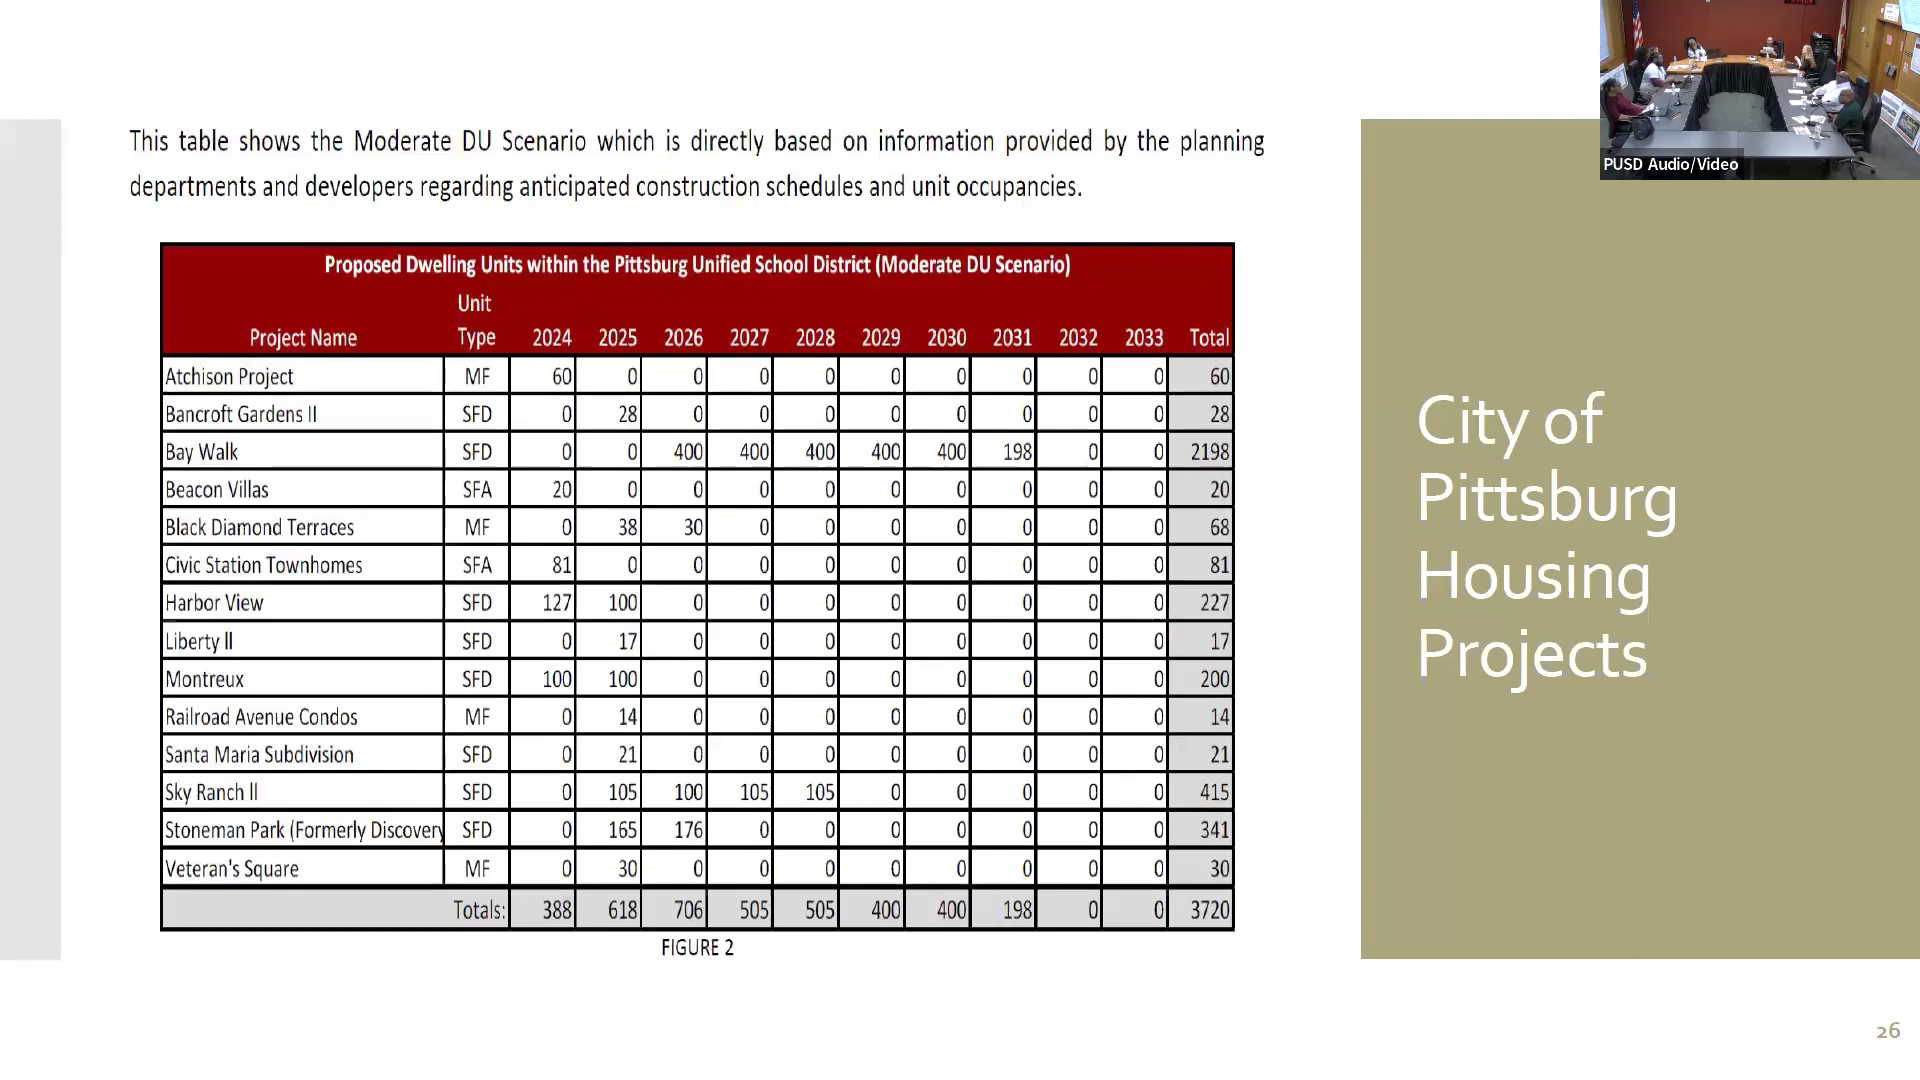 This table shows the Moderate DU Scenario which is directly based on information provided by the planning
departments and developers regarding anticipated construction schedules and unit occupancies.
Proposed Dwelling Units within the Pittsburg Unified School District (Moderate DU Scenario)
Project Name Unit Type 2024 2025 2026 2027 2028 2029 2030 2031 2032 2033 Total
Atchison Project MF 60 0 0 0 0 0 0 0 0 0 60
Bancroft Gardens II SFD 0 28 0 0 0 0 0 0 0 0 28
Bay Walk SFD 0 0 400 400 400 400 400 198 0 0 2198
Beacon Villas SFA 20 0 0 0 0 0 0 0 0 0 20
Black Diamond Terraces MF 0 38 30 0 0 0 0 0 0 0 68
Civic Station Townhomes SFA 81 0 0 0 0 0 0 0 0 0 81
Harbor View SFD 127 100 0 0 0 0 0 0 0 0 227
Liberty II SFD 0 17 0 0 0 0 0 0 0 0 17
Montreux SFD 100 100 0 0 0 0 0 0 0 0 200
Railroad Avenue Condos MF 0 14 0 0 0 0 0 0 0 0 14
Santa Maria Subdivision SFD 0 21 0 0 0 0 0 0 0 0 21
Sky Ranch II SFD 0 105 100 105 105 0 0 0 0 0 415
Stoneman Park (Formerly Discovery SFD 0 165 176 0 0 0 0 0 0 0 341
Veteran's Square MF 0 30 0 0 0 0 0 0 0 0 30
Totals: 388 618 706 505 505 400 400 198 0 0 3720
FIGURE 2
PUSD Audio/Video
City of
Pittsburg
Housing
Projects
26